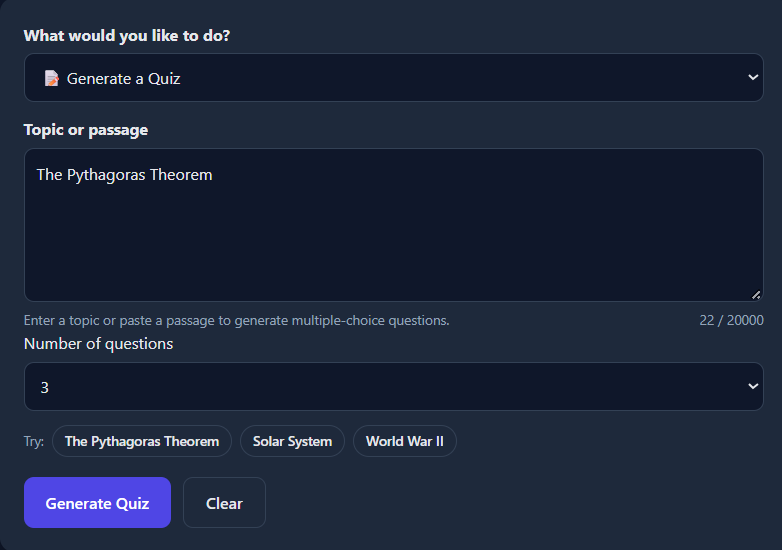 What would you like to do?
📝 Generate a Quiz
Topic or passage
The Pythagoras Theorem
Enter a topic or paste a passage to generate multiple-choice questions. 22 / 20000
Number of questions
3
Try: The Pythagoras Theorem Solar System World War II
Generate Quiz Clear